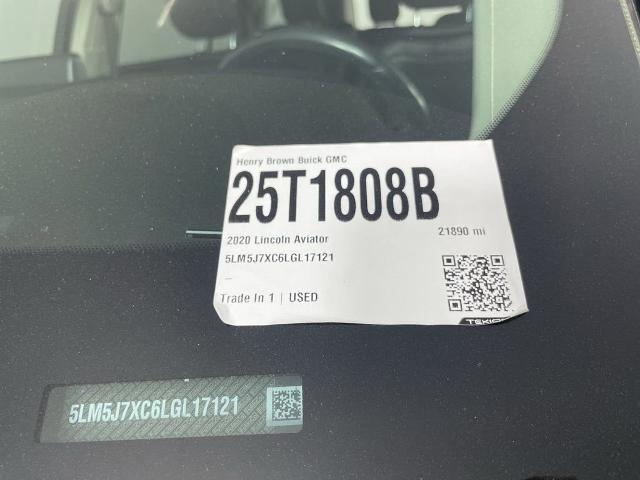 Henry Brown Buick GMC
25T1808B
2020 Lincoln Aviator 21890 mi
5LM5J7XC6LGL17121
–
Trade In 1 | USED
5LM5J7XC6LGL17121